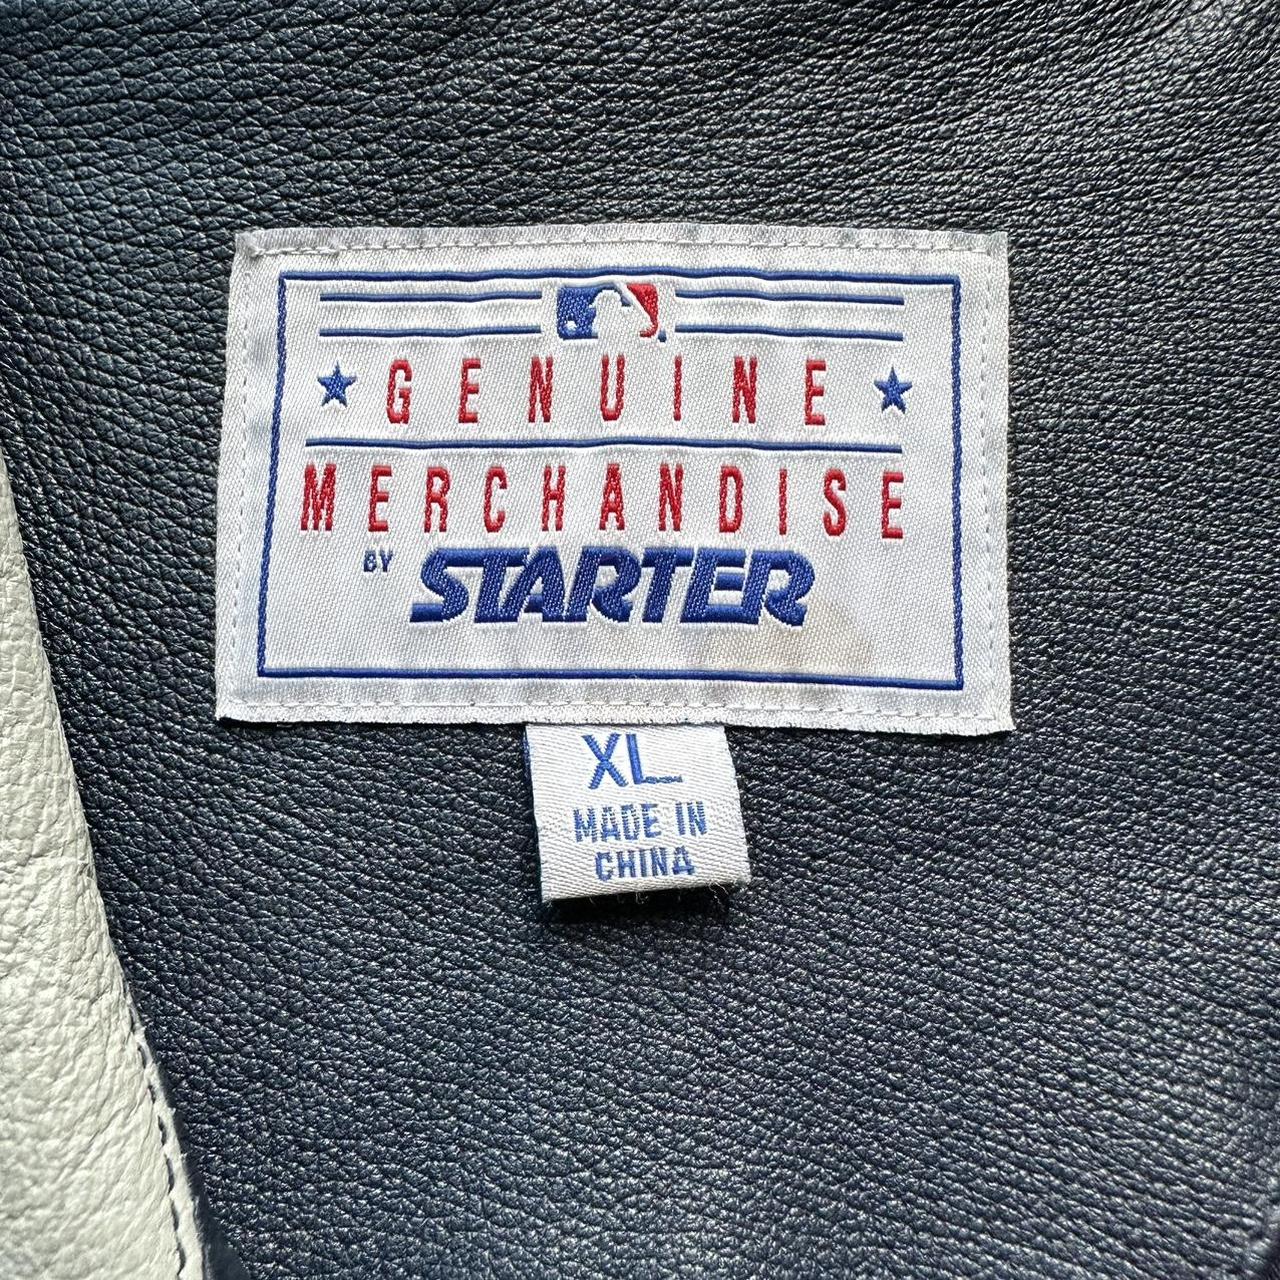 GENUINE
MERCHANDISE
BY STARTER
XL
MADE IN
CHINA